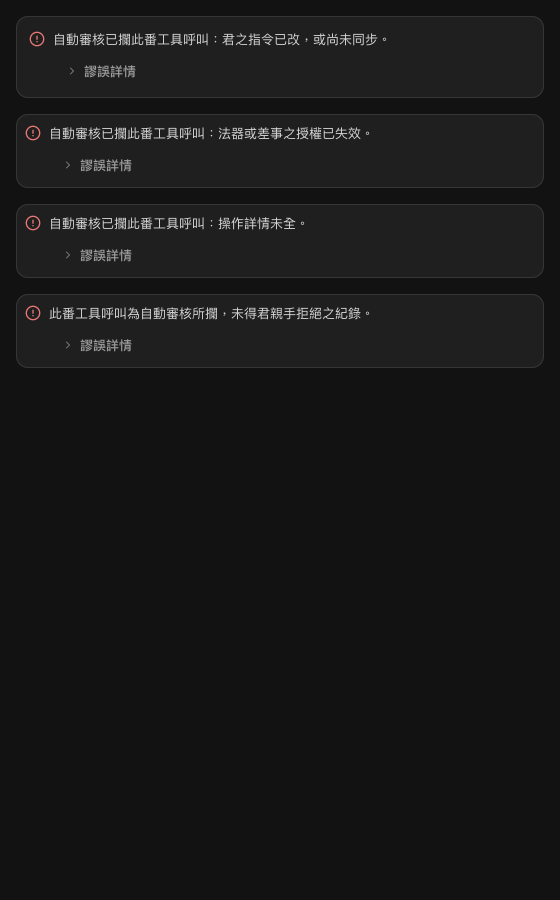 自動審核已攔此番工具呼叫：君之指令已改，或尚未同步。
謬誤詳情
自動審核已攔此番工具呼叫：法器或差事之授權已失效。
謬誤詳情
自動審核已攔此番工具呼叫：操作詳情未全。
謬誤詳情
此番工具呼叫為自動審核所攔，未得君親手拒絕之紀錄。
謬誤詳情